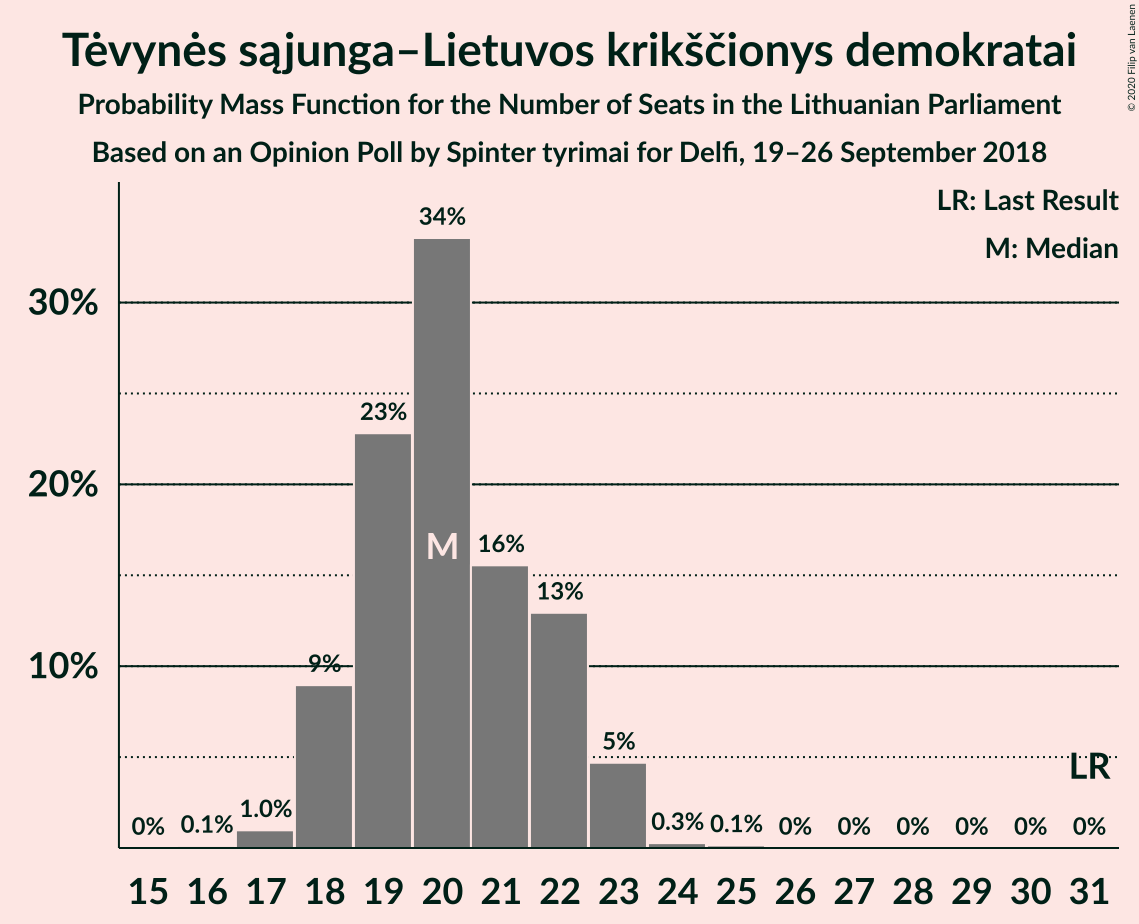 Tėvynės sąjunga–Lietuvos krikščionys demokratai
Probability Mass Function for the Number of Seats in the Lithuanian Parliament
Based on an Opinion Poll by Spinter tyrimai for Delfi, 19–26 September 2018
© 2020 Filip van Laenen
LR: Last Result
M: Median
30%
20%
10%
0%
0.1%
1.0%
9%
23%
34%
16%
13%
5%
0.3%
0.1%
0%
0%
0%
0%
0%
0%
M
LR
15 16 17 18 19 20 21 22 23 24 25 26 27 28 29 30 31